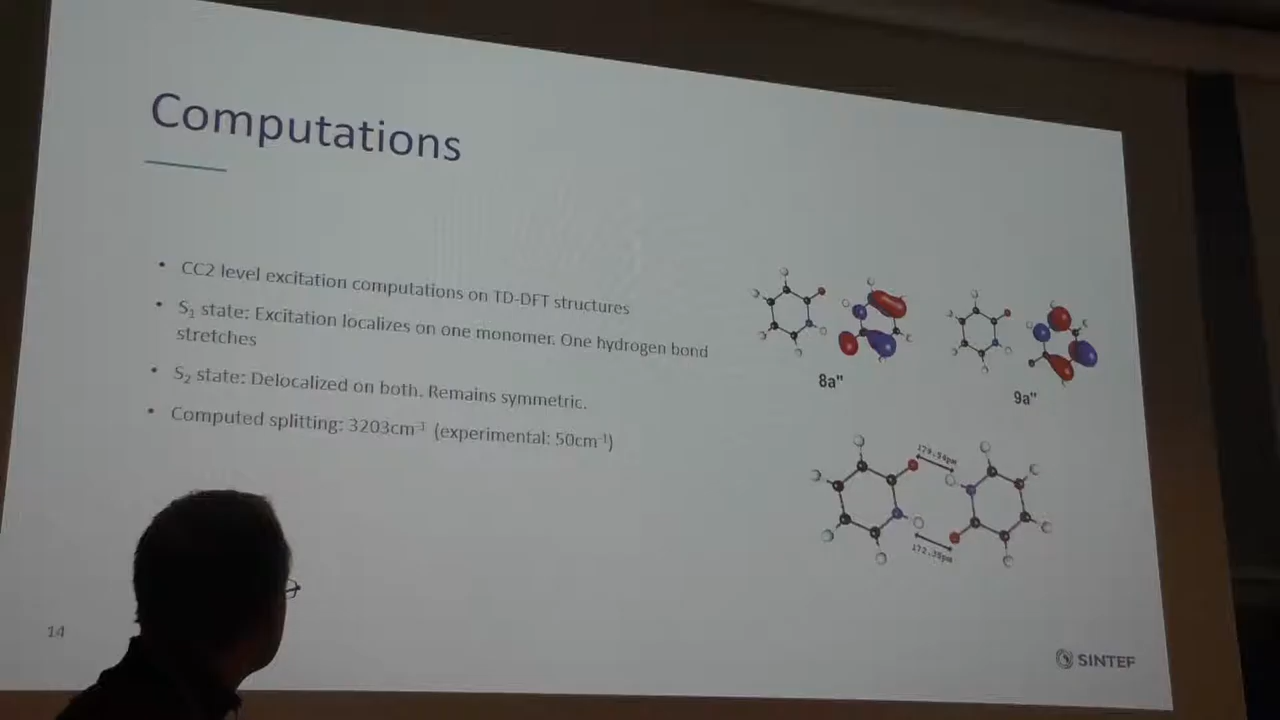 Computations
• CC2 level excitation computations on TD-DFT structures
• S₁ state: Excitation localizes on one monomer. One hydrogen bond
stretches
• S₂ state: Delocalized on both. Remains symmetric.
• Computed splitting: 3203cm⁻¹ (experimental: 50cm⁻¹)
8a"
9a"
14
SINTEF